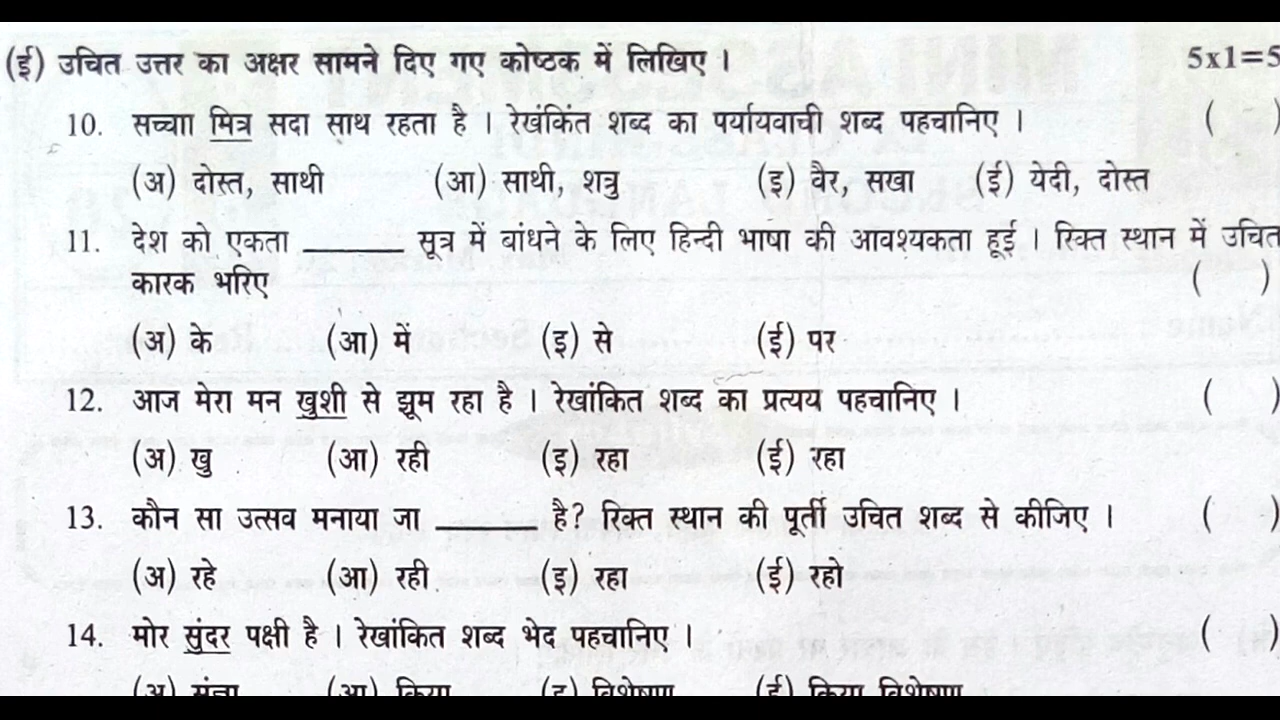 (ई) उचित उत्तर का अक्षर सामने दिए गए कोष्ठक में लिखिए । 5x1=5
10. सच्चाा मित्र सदा साथ रहता है । रेखंकिंत शब्द का पर्यायवाची शब्द पहचानिए । ( )
(अ) दोस्त, साथी (आ) साथी, शत्रु (इ) वैर, सखा (ई) येदी, दोस्त
11. देश को एकता ______ सूत्र में बांधने के लिए हिन्दी भाषा की आवश्यकता हूई । रिक्त स्थान में उचित
कारक भरिए ( )
(अ) के (आ) में (इ) से (ई) पर
12. आज मेरा मन खुशी से झूम रहा है । रेखांकित शब्द का प्रत्यय पहचानिए । ( )
(अ) खु (आ) रही (इ) रहा (ई) रहा
13. कौन सा उत्सव मनाया जा ______ है? रिक्त स्थान की पूर्ती उचित शब्द से कीजिए । ( )
(अ) रहे (आ) रही (इ) रहा (ई) रहो
14. मोर सुंदर पक्षी है । रेखांकित शब्द भेद पहचानिए । ( )
(अ) संज्ञा (आ) क्रिया (इ) विशेषण (ई) क्रिया विशेषण